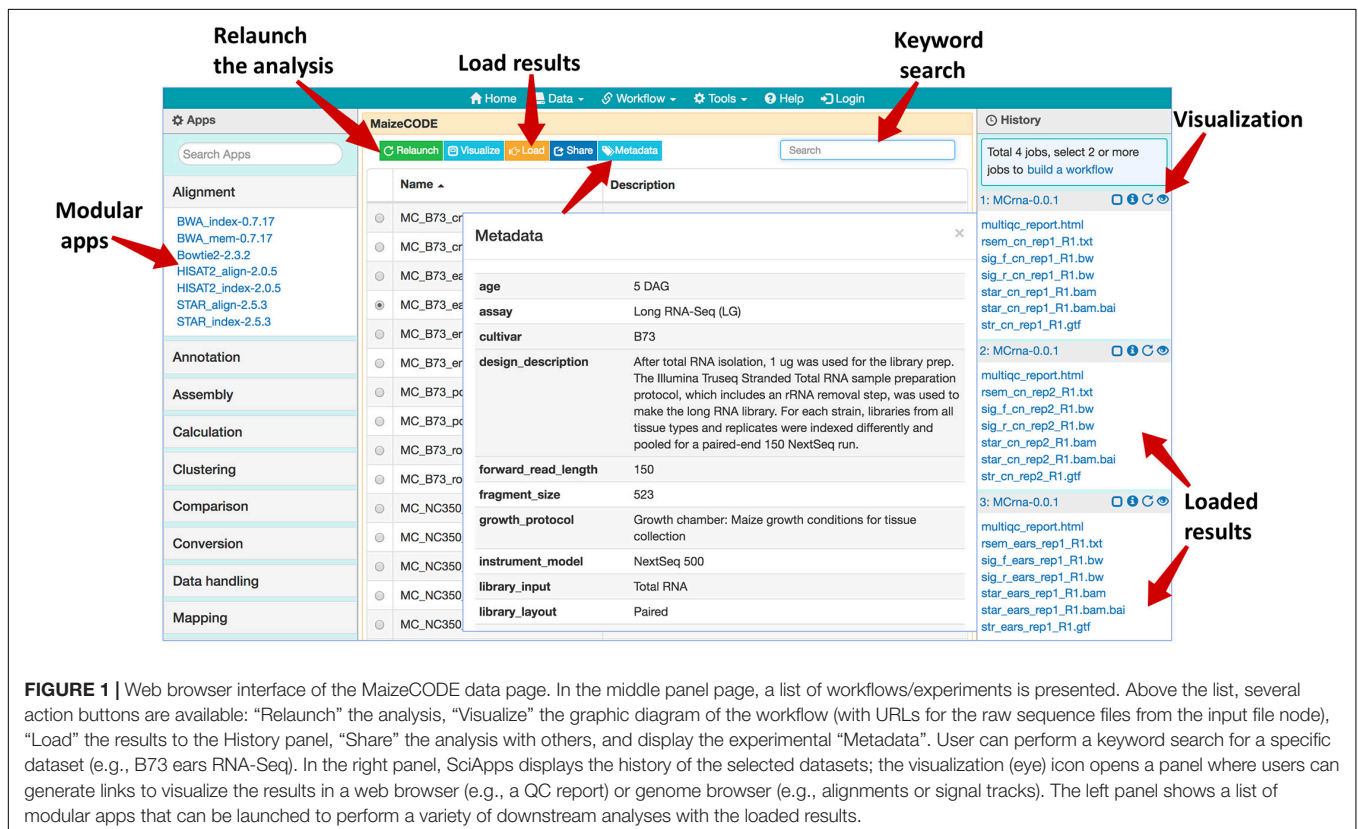 Relaunch
the analysis
Load results
Keyword
search
Visualization
Modular
apps
Loaded
results
Home Data Workflow Tools Help Login
Apps
Search Apps
Alignment
BWA_index-0.7.17
BWA_mem-0.7.17
Bowtie2-2.3.2
HISAT2_align-2.0.5
HISAT2_index-2.0.5
STAR_align-2.5.3
STAR_index-2.5.3
Annotation
Assembly
Calculation
Clustering
Comparison
Conversion
Data handling
Mapping
MaizeCODE
Relaunch Visualize Load Share Metadata
Search
Name Description
MC_B73_cr
MC_B73_cr
MC_B73_ea
MC_B73_ea
MC_B73_er
MC_B73_er
MC_B73_po
MC_B73_po
MC_B73_ro
MC_B73_ro
MC_NC350
MC_NC350
MC_NC350
MC_NC350
MC_NC350
Metadata ×
age 5 DAG
assay Long RNA-Seq (LG)
cultivar B73
design_description After total RNA isolation, 1 ug was used for the library prep.
The Illumina Truseq Stranded Total RNA sample preparation
protocol, which includes an rRNA removal step, was used to
make the long RNA library. For each strain, libraries from all
tissue types and replicates were indexed differently and
pooled for a paired-end 150 NextSeq run.
forward_read_length 150
fragment_size 523
growth_protocol Growth chamber: Maize growth conditions for tissue
collection
instrument_model NextSeq 500
library_input Total RNA
library_layout Paired
History
Total 4 jobs, select 2 or more
jobs to build a workflow
1: MCrna-0.0.1
multiqc_report.html
rsem_cn_rep1_R1.txt
sig_f_cn_rep1_R1.bw
sig_r_cn_rep1_R1.bw
star_cn_rep1_R1.bam
star_cn_rep1_R1.bam.bai
str_cn_rep1_R1.gtf
2: MCrna-0.0.1
multiqc_report.html
rsem_cn_rep2_R1.txt
sig_f_cn_rep2_R1.bw
sig_r_cn_rep2_R1.bw
star_cn_rep2_R1.bam
star_cn_rep2_R1.bam.bai
str_cn_rep2_R1.gtf
3: MCrna-0.0.1
multiqc_report.html
rsem_ears_rep1_R1.txt
sig_f_ears_rep1_R1.bw
sig_r_ears_rep1_R1.bw
star_ears_rep1_R1.bam
star_ears_rep1_R1.bam.bai
str_ears_rep1_R1.gtf
FIGURE 1 | Web browser interface of the MaizeCODE data page. In the middle panel page, a list of workflows/experiments is presented. Above the list, several
action buttons are available: “Relaunch” the analysis, “Visualize” the graphic diagram of the workflow (with URLs for the raw sequence files from the input file node),
“Load” the results to the History panel, “Share” the analysis with others, and display the experimental “Metadata”. User can perform a keyword search for a specific
dataset (e.g., B73 ears RNA-Seq). In the right panel, SciApps displays the history of the selected datasets; the visualization (eye) icon opens a panel where users can
generate links to visualize the results in a web browser (e.g., a QC report) or genome browser (e.g., alignments or signal tracks). The left panel shows a list of
modular apps that can be launched to perform a variety of downstream analyses with the loaded results.